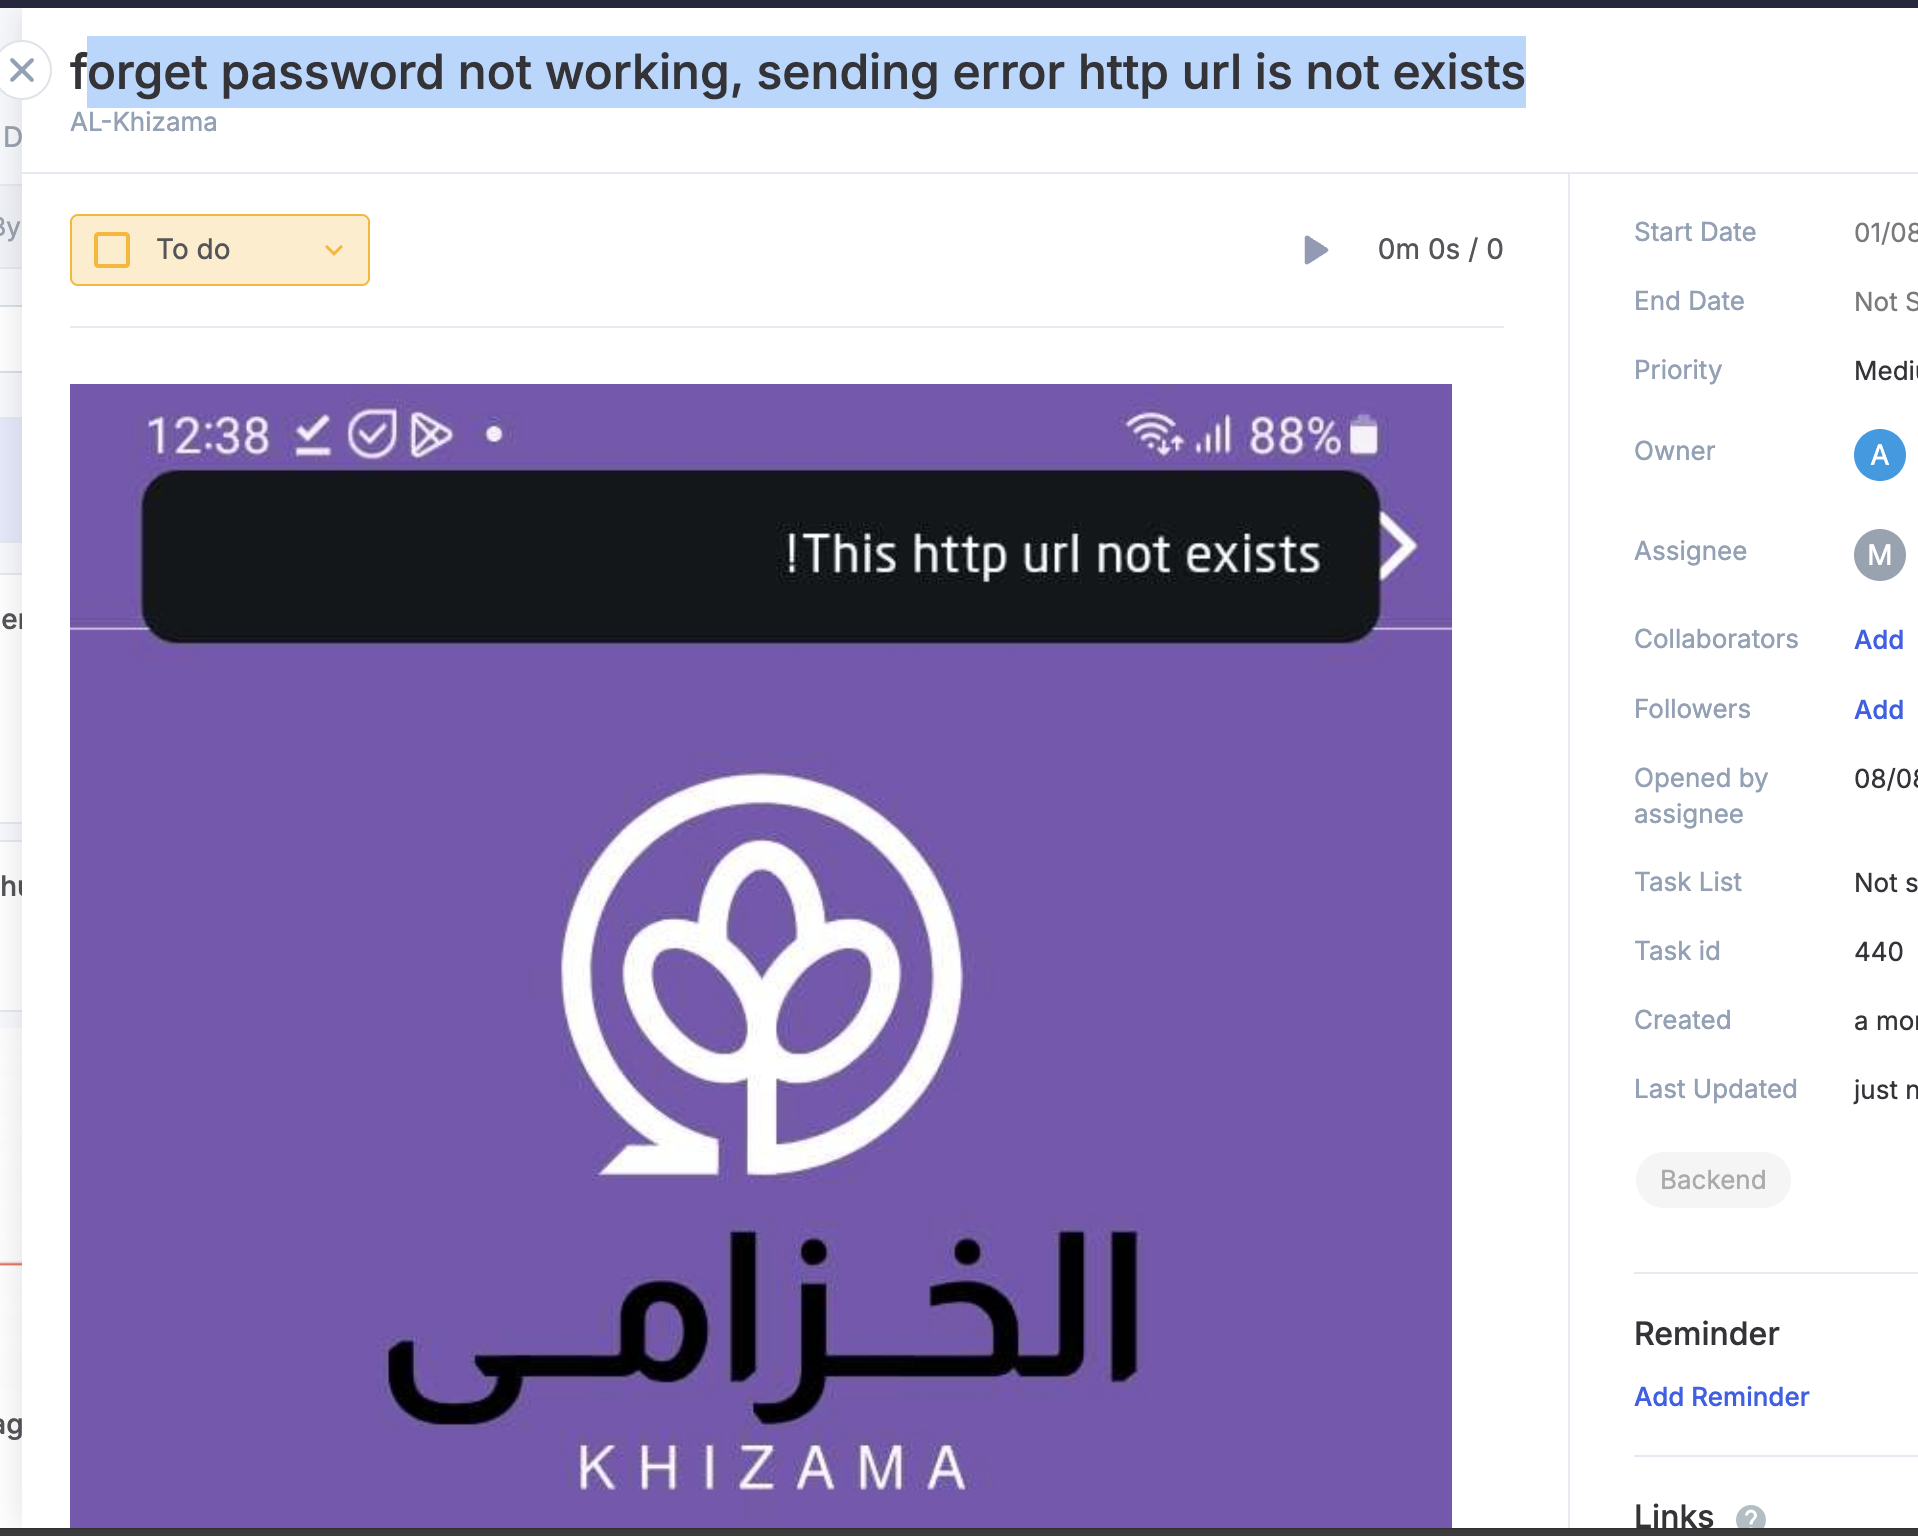 forget password not working, sending error http url is not exists
AL-Khizama
To do
0m 0s / 0
12:38
88%
!This http url not exists
الخزامى
KHIZAMA
Start Date 01/08
End Date Not S
Priority Medi
Owner A
Assignee M
Collaborators Add
Followers Add
Opened by assignee 08/08
Task List Not s
Task id 440
Created a mo
Last Updated just n
Backend
Reminder
Add Reminder
Links ?